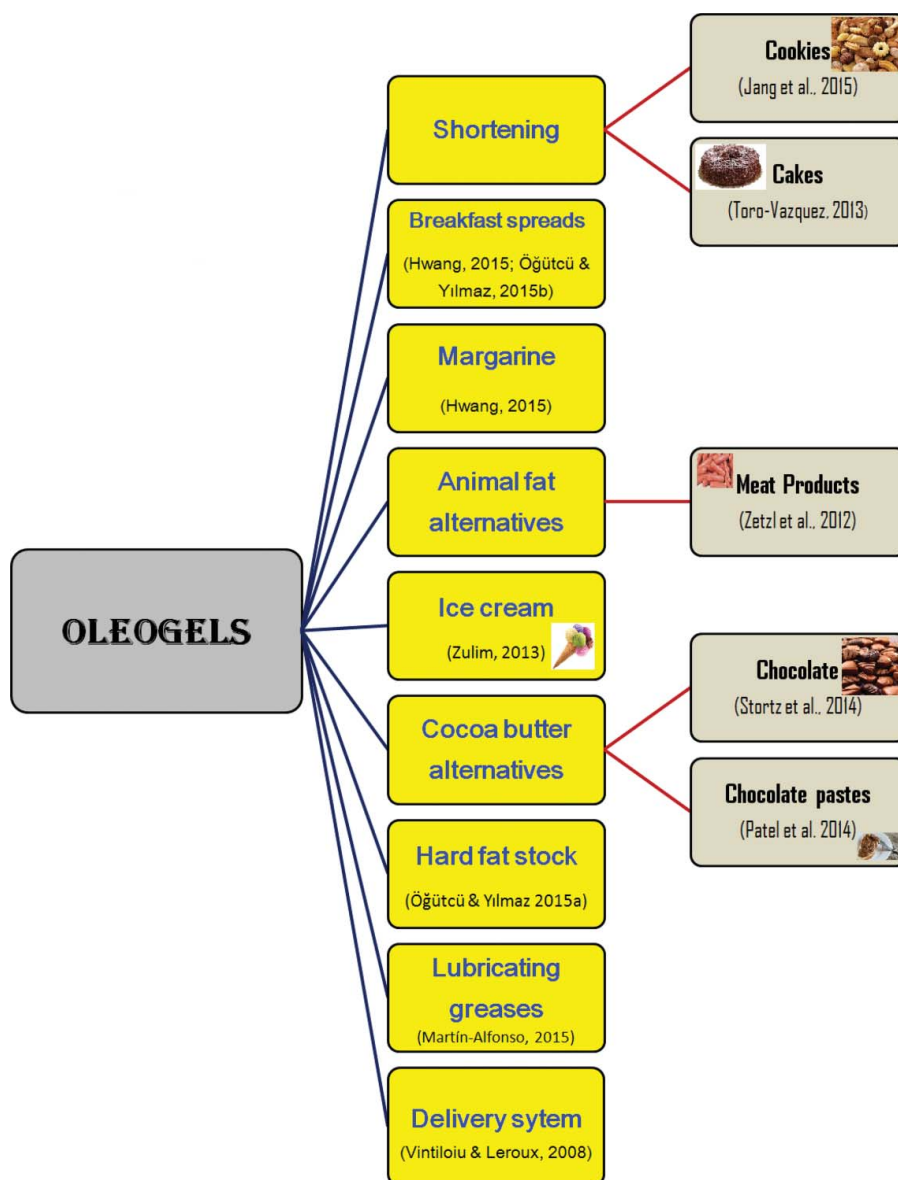 OLEOGELS
Shortening
Cookies
(Jang et al., 2015)
Cakes
(Toro-Vazquez, 2013)
Breakfast spreads
(Hwang, 2015; Öğütcü &
Yılmaz, 2015b)
Margarine
(Hwang, 2015)
Animal fat
alternatives
Meat Products
(Zetzl et al., 2012)
Ice cream
(Zulim, 2013)
Cocoa butter
alternatives
Chocolate
(Stortz et al., 2014)
Chocolate pastes
(Patel et al. 2014)
Hard fat stock
(Öğütcü & Yılmaz 2015a)
Lubricating
greases
(Martín-Alfonso, 2015)
Delivery sytem
(Vintiloiu & Leroux, 2008)